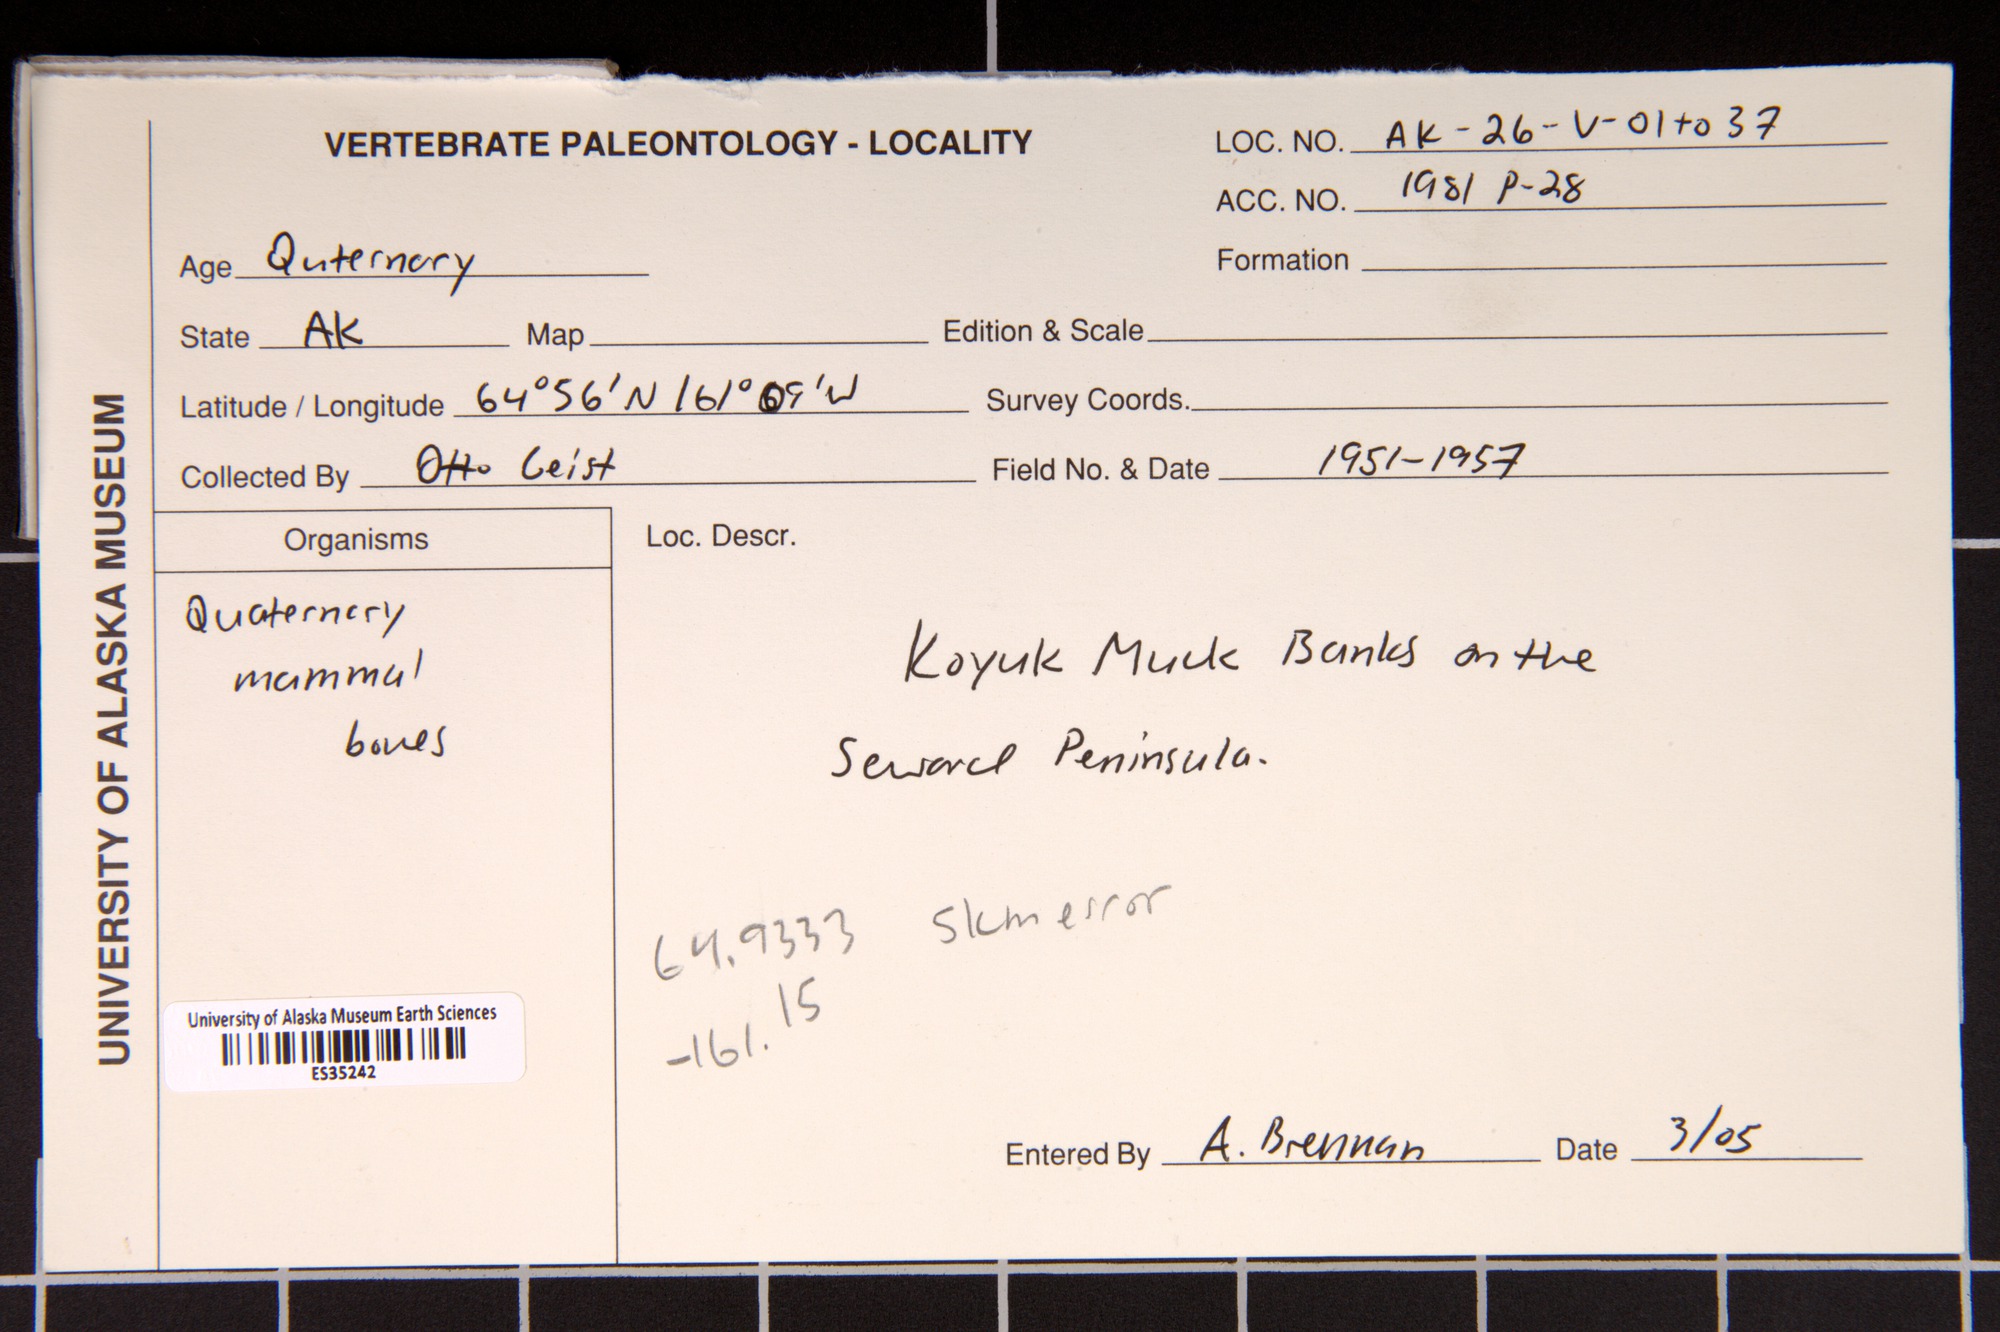 UNIVERSITY OF ALASKA MUSEUM
VERTEBRATE PALEONTOLOGY - LOCALITY
LOC. NO. AK-26-V-01 to 37
ACC. NO. 1981 P-28
Age Quternary
Formation
State AK Map Edition & Scale
Latitude / Longitude 64°56'N 161°09'W Survey Coords.
Collected By Otto Geist Field No. & Date 1951-1957
Organisms
Quaternary
mammal
bones
Loc. Descr.
Koyuk Muck Banks on the
Seward Peninsula.
64.9333 5km error
-161.15
University of Alaska Museum Earth Sciences
ES35242
Entered By A. Brennan Date 3/05